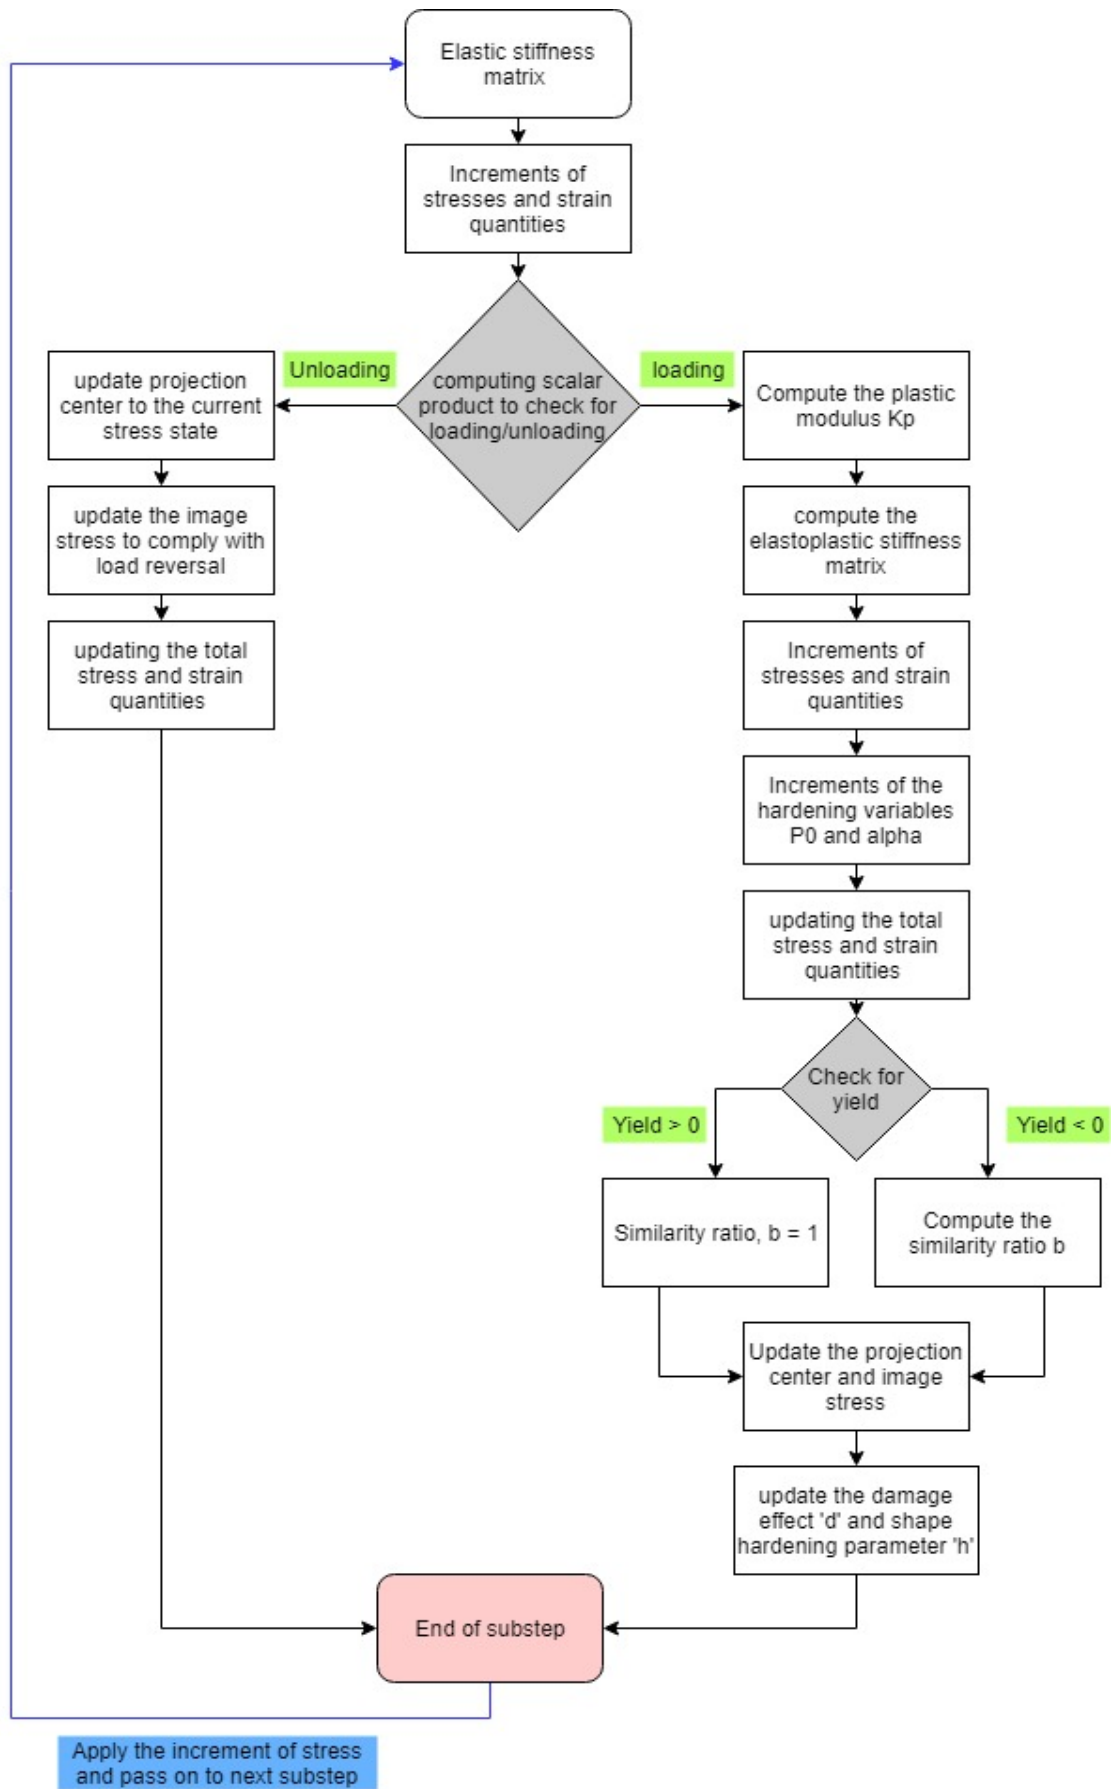 Elastic stiffness
matrix
Increments of
stresses and strain
quantities
Unloading
loading
update projection
center to the current
stress state
computing scalar
product to check for
loading/unloading
Compute the plastic
modulus Kp
update the image
stress to comply with
load reversal
compute the
elastoplastic stiffness
matrix
updating the total
stress and strain
quantities
Increments of
stresses and strain
quantities
Increments of the
hardening variables
P0 and alpha
updating the total
stress and strain
quantities
Check for
yield
Yield > 0
Yield < 0
Similarity ratio, b = 1
Compute the
similarity ratio b
Update the projection
center and image
stress
update the damage
effect 'd' and shape
hardening parameter 'h'
End of substep
Apply the increment of stress
and pass on to next substep